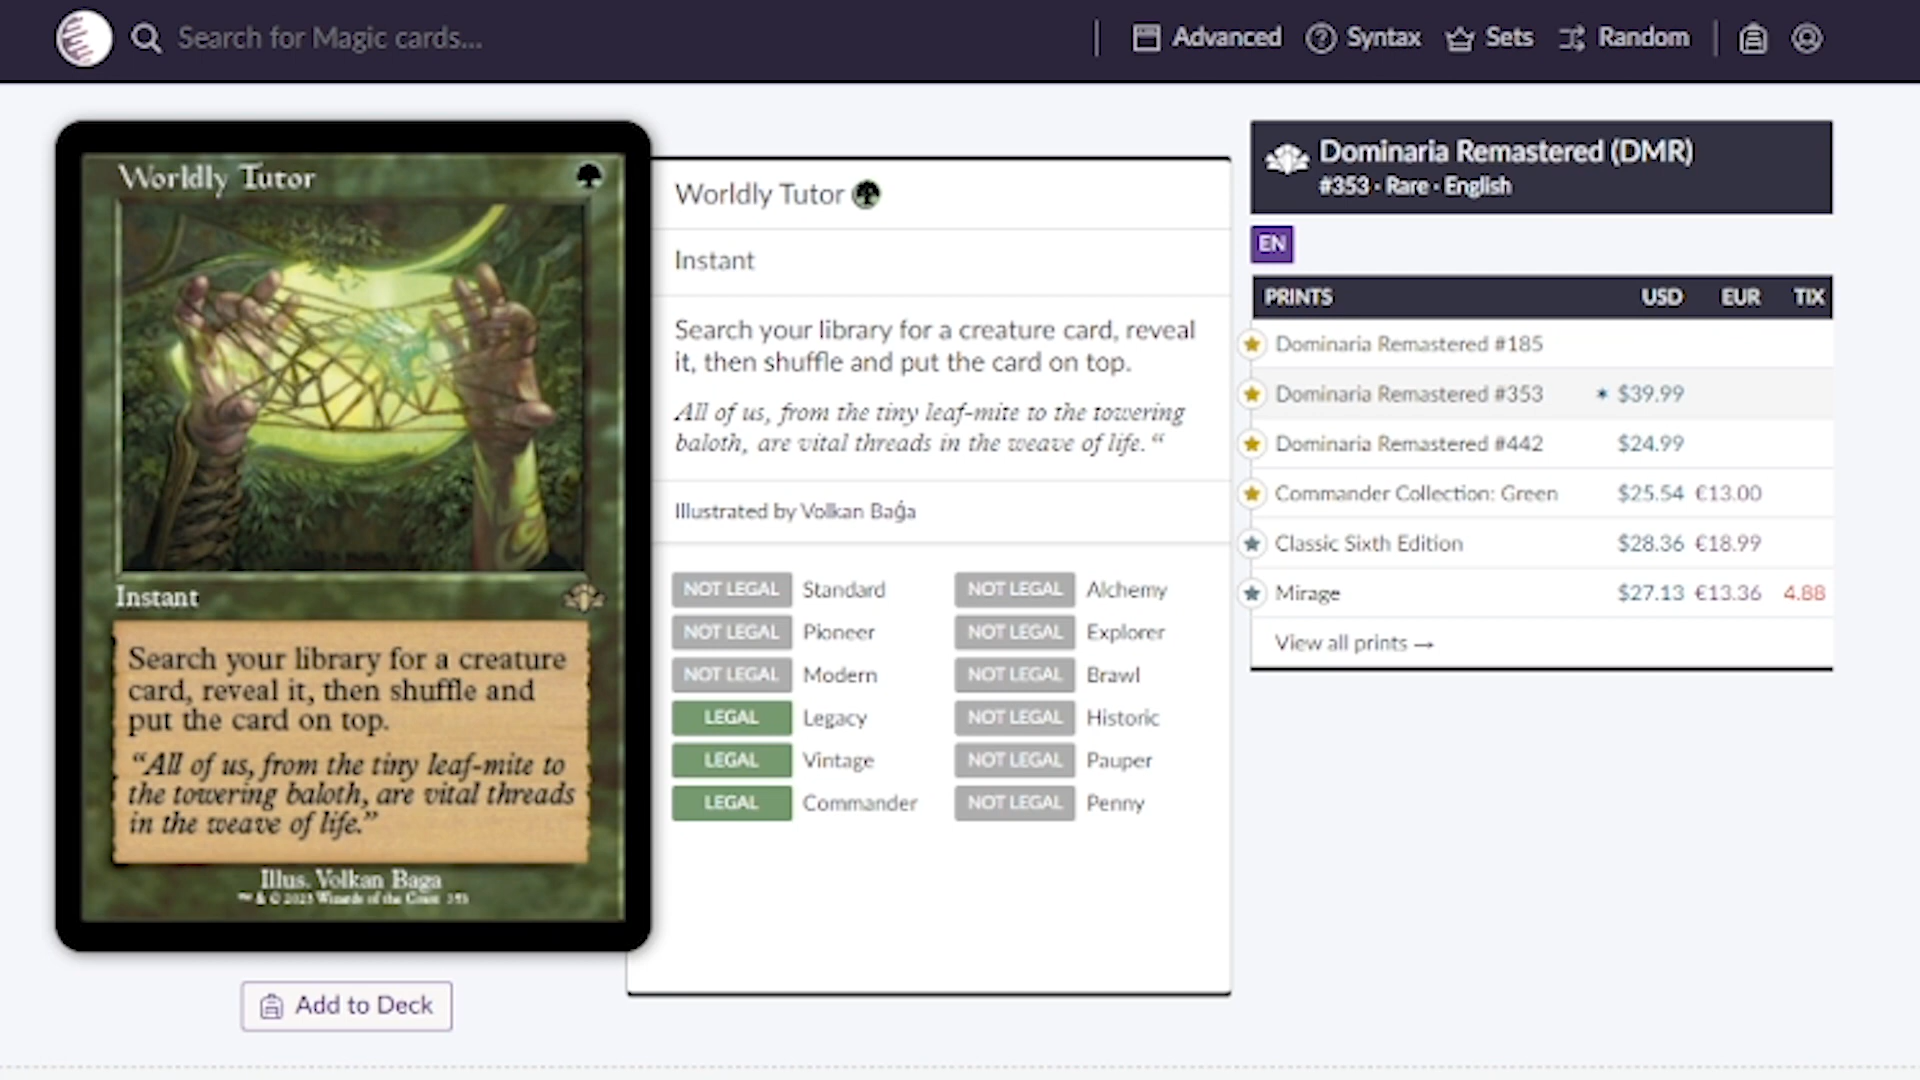 Search for Magic cards...
Advanced
Syntax
Sets
Random
Worldly Tutor
Instant
Search your library for a creature
card, reveal it, then shuffle and
put the card on top.
“All of us, from the tiny leaf-mite to
the towering baloth, are vital threads
in the weave of life.”
Illus. Volkan Baga
™ & © 2023 Wizards of the Coast 353
Add to Deck
Worldly Tutor
Instant
Search your library for a creature card, reveal
it, then shuffle and put the card on top.
All of us, from the tiny leaf-mite to the towering
baloth, are vital threads in the weave of life.“
Illustrated by Volkan Baǵa
NOT LEGAL Standard NOT LEGAL Alchemy
NOT LEGAL Pioneer NOT LEGAL Explorer
NOT LEGAL Modern NOT LEGAL Brawl
LEGAL Legacy NOT LEGAL Historic
LEGAL Vintage NOT LEGAL Pauper
LEGAL Commander NOT LEGAL Penny
Dominaria Remastered (DMR)
#353 · Rare · English
EN
PRINTS USD EUR TIX
Dominaria Remastered #185
Dominaria Remastered #353 ✶ $39.99
Dominaria Remastered #442 $24.99
Commander Collection: Green $25.54 €13.00
Classic Sixth Edition $28.36 €18.99
Mirage $27.13 €13.36 4.88
View all prints →